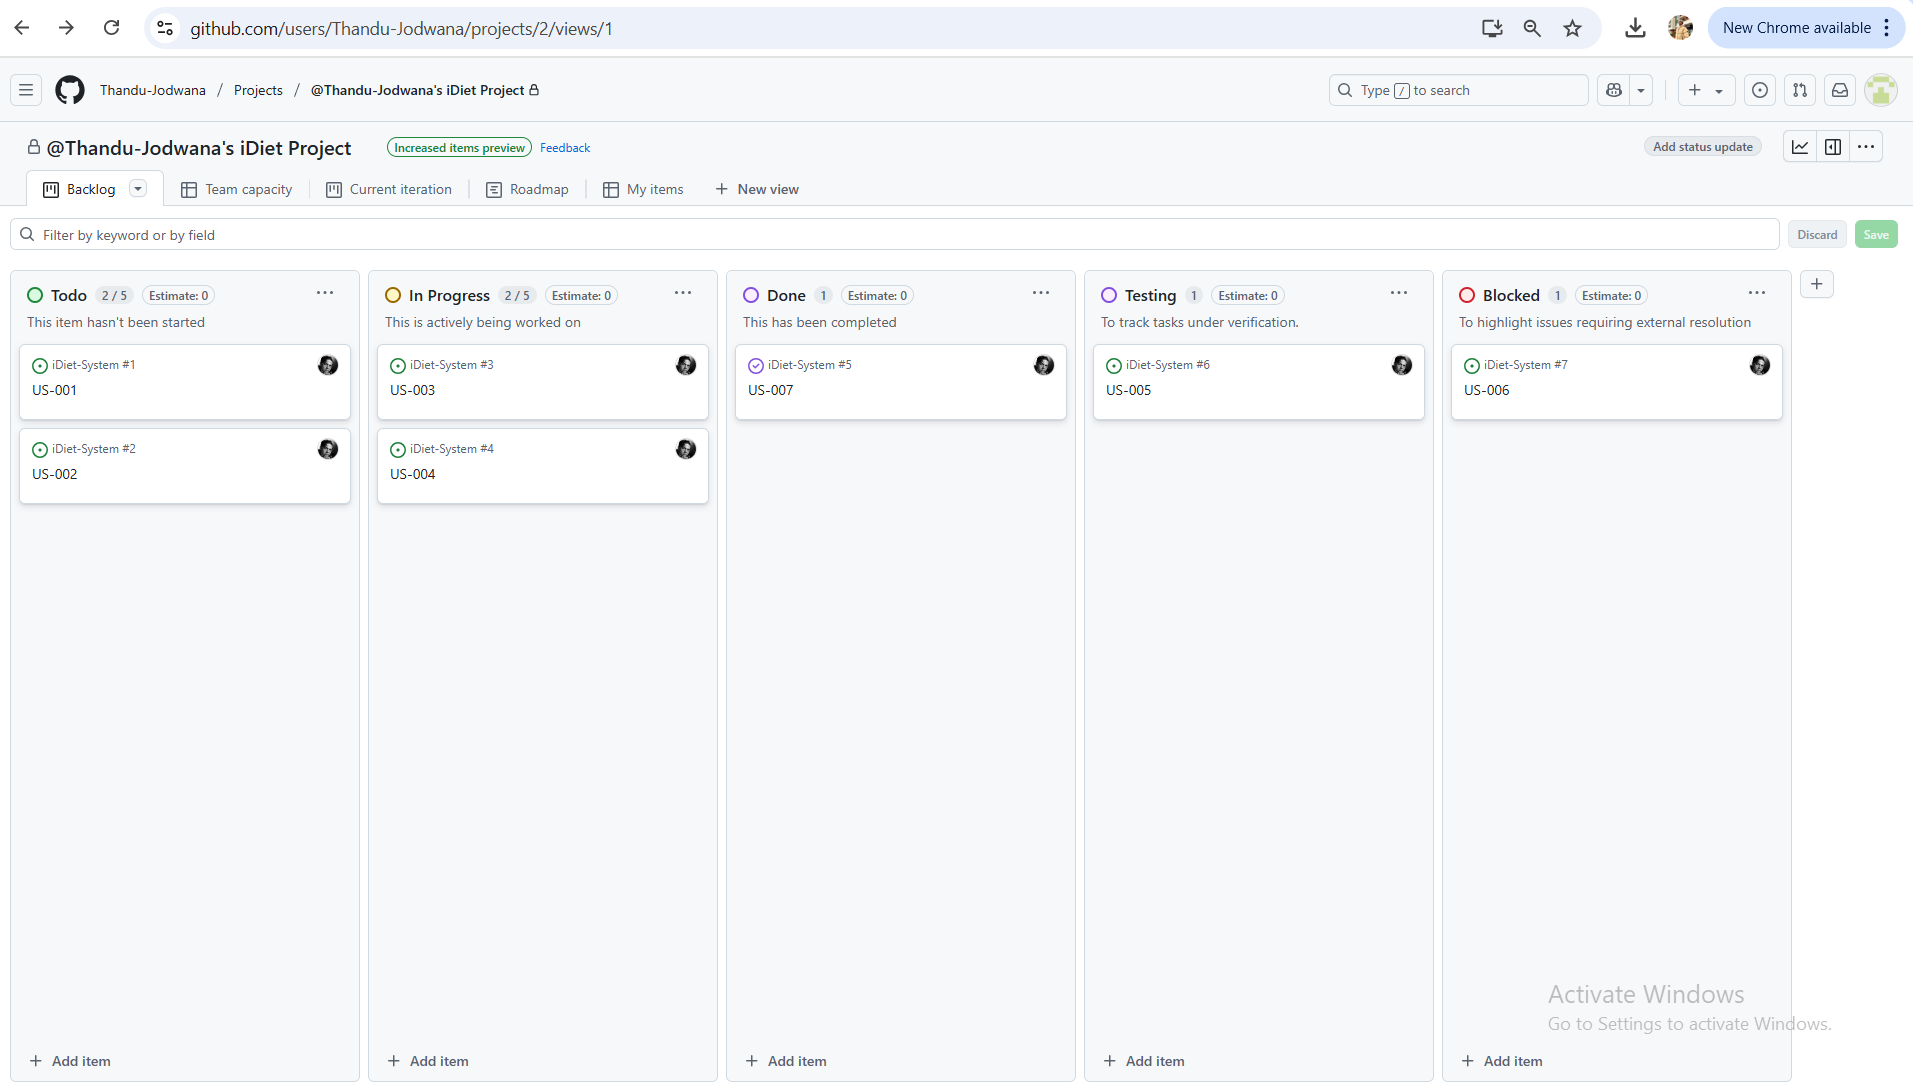 github.com/users/Thandu-Jodwana/projects/2/views/1
New Chrome available
Thandu-Jodwana / Projects / @Thandu-Jodwana's iDiet Project
Type / to search
@Thandu-Jodwana's iDiet Project
Increased items preview
Feedback
Add status update
Backlog
Team capacity
Current iteration
Roadmap
My items
New view
Filter by keyword or by field
Discard
Save
Todo 2 / 5 Estimate: 0
This item hasn't been started
iDiet-System #1
US-001
iDiet-System #2
US-002
Add item
In Progress 2 / 5 Estimate: 0
This is actively being worked on
iDiet-System #3
US-003
iDiet-System #4
US-004
Add item
Done 1 Estimate: 0
This has been completed
iDiet-System #5
US-007
Add item
Testing 1 Estimate: 0
To track tasks under verification.
iDiet-System #6
US-005
Add item
Blocked 1 Estimate: 0
To highlight issues requiring external resolution
iDiet-System #7
US-006
Add item
Activate Windows
Go to Settings to activate Windows.